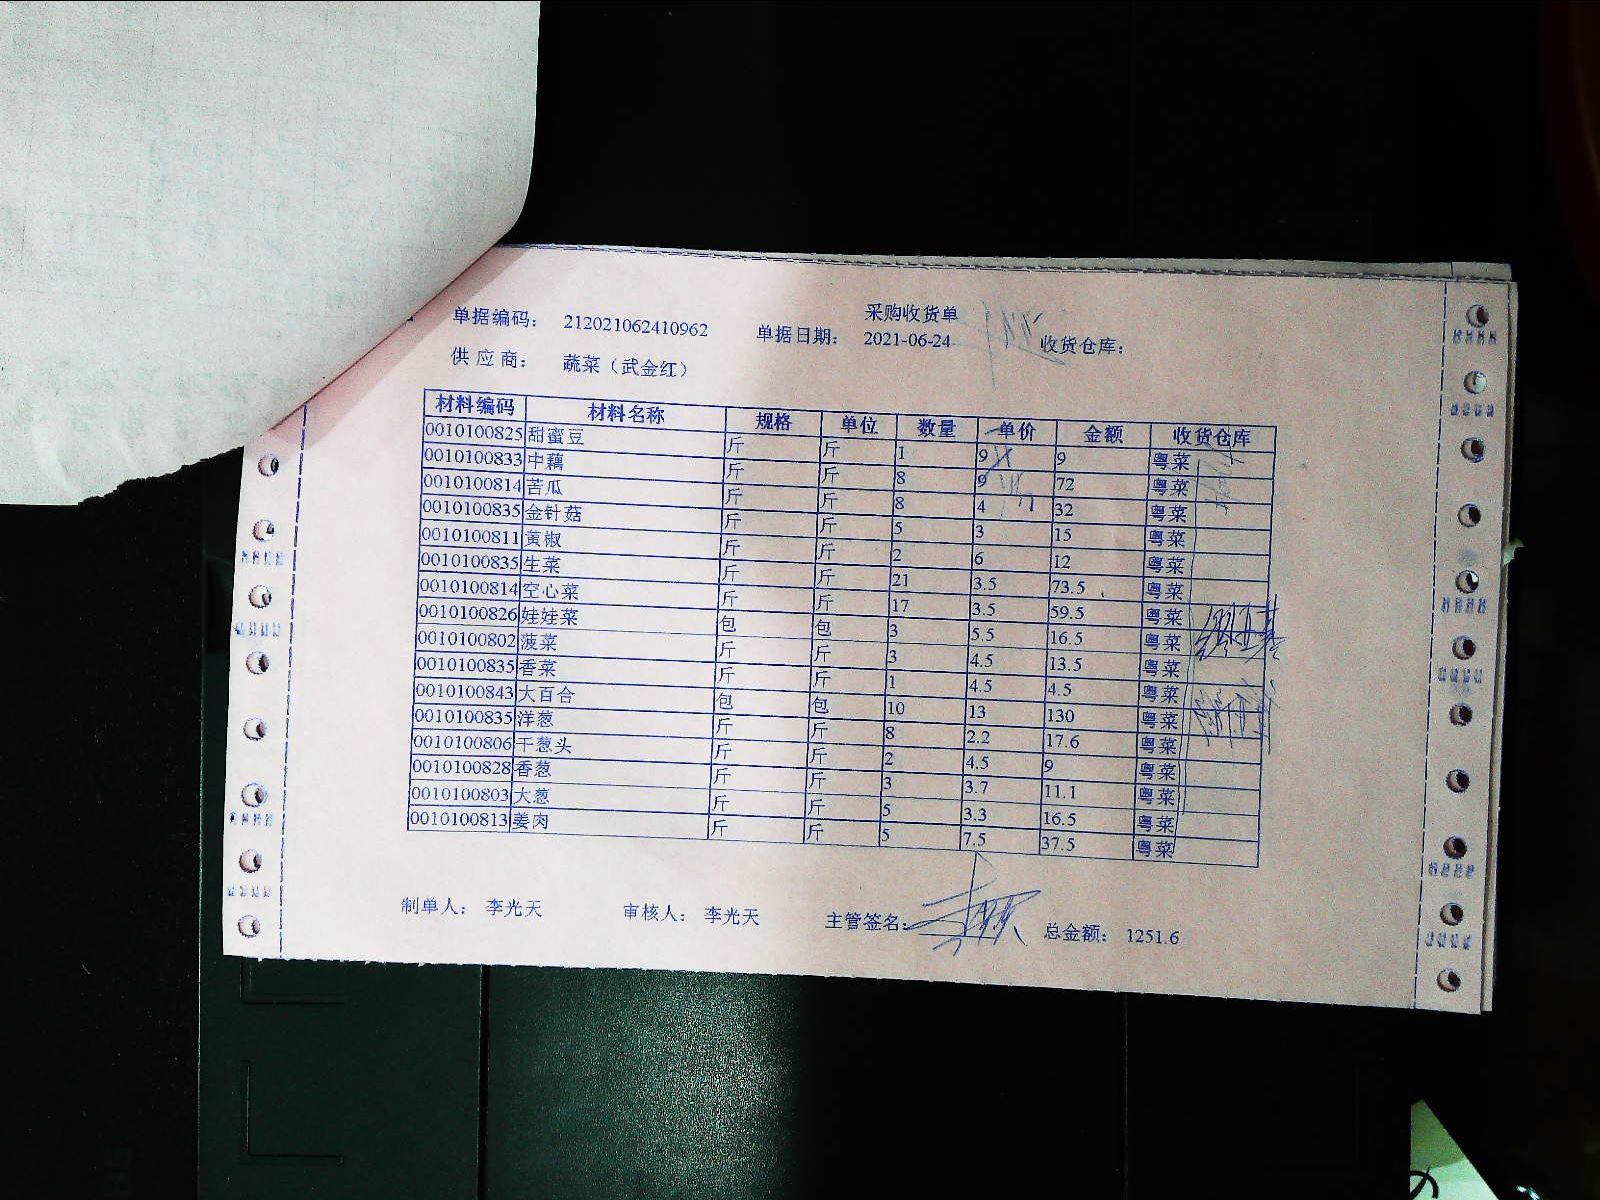 采购收货单
单据编码： 212021062410962 单据日期： 2021-06-24 收货仓库：
供应商： 蔬菜（武金红）
材料编码 材料名称 规格 单位 数量 单价 金额 收货仓库
0010100825 甜蜜豆 斤 斤 1 9 9 粤菜
0010100833 中藕 斤 斤 8 9 72 粤菜
0010100814 苦瓜 斤 斤 8 4 32 粤菜
0010100835 金针菇 斤 斤 5 3 15 粤菜
0010100811 黄椒 斤 斤 2 6 12 粤菜
0010100835 生菜 斤 斤 21 3.5 73.5 粤菜
0010100814 空心菜 斤 斤 17 3.5 59.5 粤菜
0010100826 娃娃菜 包 包 3 5.5 16.5 粤菜
0010100802 菠菜 斤 斤 3 4.5 13.5 粤菜
0010100835 香菜 斤 斤 1 4.5 4.5 粤菜
0010100843 大百合 包 包 10 13 130 粤菜
0010100835 洋葱 斤 斤 8 2.2 17.6 粤菜
0010100806 干葱头 斤 斤 2 4.5 9 粤菜
0010100828 香葱 斤 斤 3 3.7 11.1 粤菜
0010100803 大葱 斤 斤 5 3.3 16.5 粤菜
0010100813 姜肉 斤 斤 5 7.5 37.5 粤菜
制单人： 李光天 审核人： 李光天 主管签名： 总金额： 1251.6